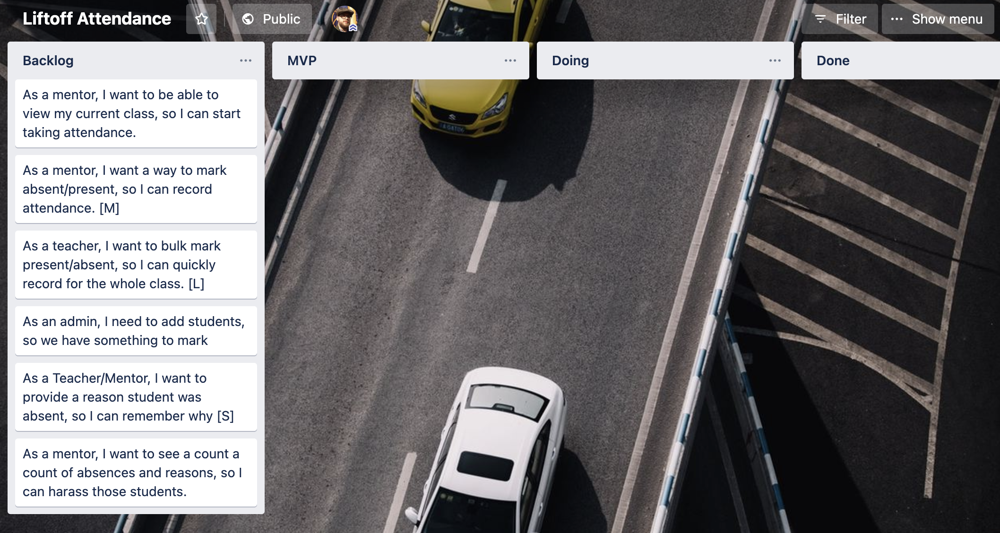 Liftoff Attendance
Public
Filter
Show menu
Backlog
As a mentor, I want to be able to
view my current class, so I can start
taking attendance.
As a mentor, I want a way to mark
absent/present, so I can record
attendance. [M]
As a teacher, I want to bulk mark
present/absent, so I can quickly
record for the whole class. [L]
As an admin, I need to add students,
so we have something to mark
As a Teacher/Mentor, I want to
provide a reason student was
absent, so I can remember why [S]
As a mentor, I want to see a count a
count of absences and reasons, so I
can harass those students.
MVP
Doing
Done